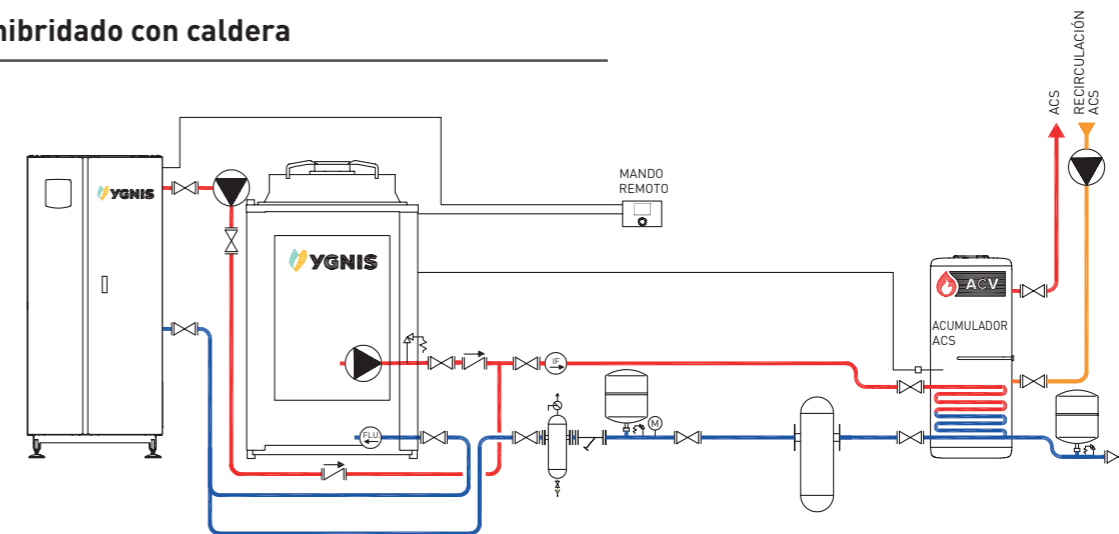 hibridado con caldera
ACS
RECIRCULACIÓN
ACS
YGNIS
MANDO
REMOTO
YGNIS
ACV
ACUMULADOR
ACS
IF
FLU
M